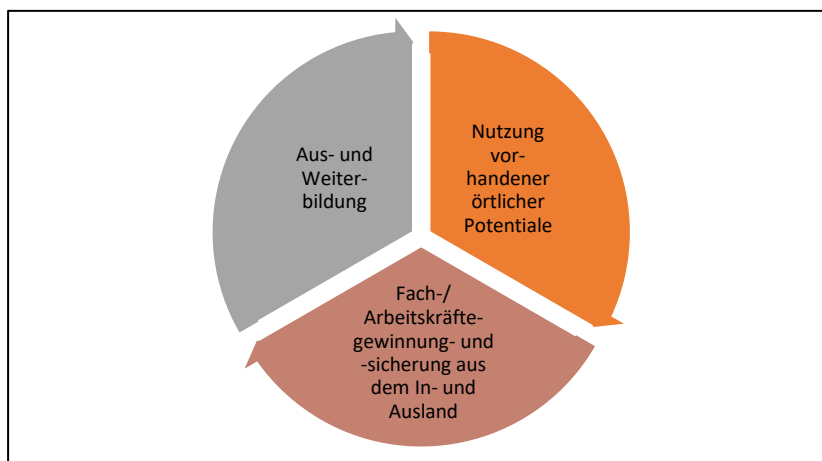 Aus- und
Weiter-
bildung
Nutzung
vor-
handener
örtlicher
Potentiale
Fach-/
Arbeitskräfte-
gewinnung- und
-sicherung aus
dem In- und
Ausland